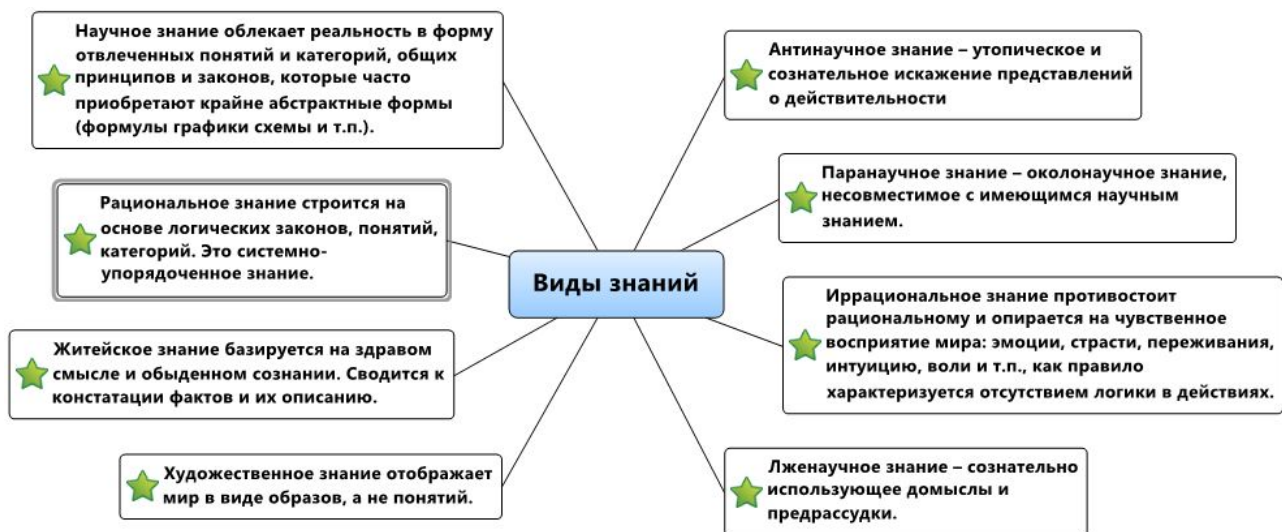 Научное знание облекает реальность в форму
отвлеченных понятий и категорий, общих
принципов и законов, которые часто
приобретают крайне абстрактные формы
(формулы графики схемы и т.п.).
Рациональное знание строится на
основе логических законов, понятий,
категорий. Это системно-
упорядоченное знание.
Житейское знание базируется на здравом
смысле и обыденном сознании. Сводится к
констатации фактов и их описанию.
Художественное знание отображает
мир в виде образов, а не понятий.
Виды знаний
Антинаучное знание – утопическое и
сознательное искажение представлений
о действительности
Паранаучное знание – околонаучное знание,
несовместимое с имеющимся научным
знанием.
Иррациональное знание противостоит
рациональному и опирается на чувственное
восприятие мира: эмоции, страсти, переживания,
интуицию, воли и т.п., как правило
характеризуется отсутствием логики в действиях.
Лженаучное знание – сознательно
использующее домыслы и
предрассудки.